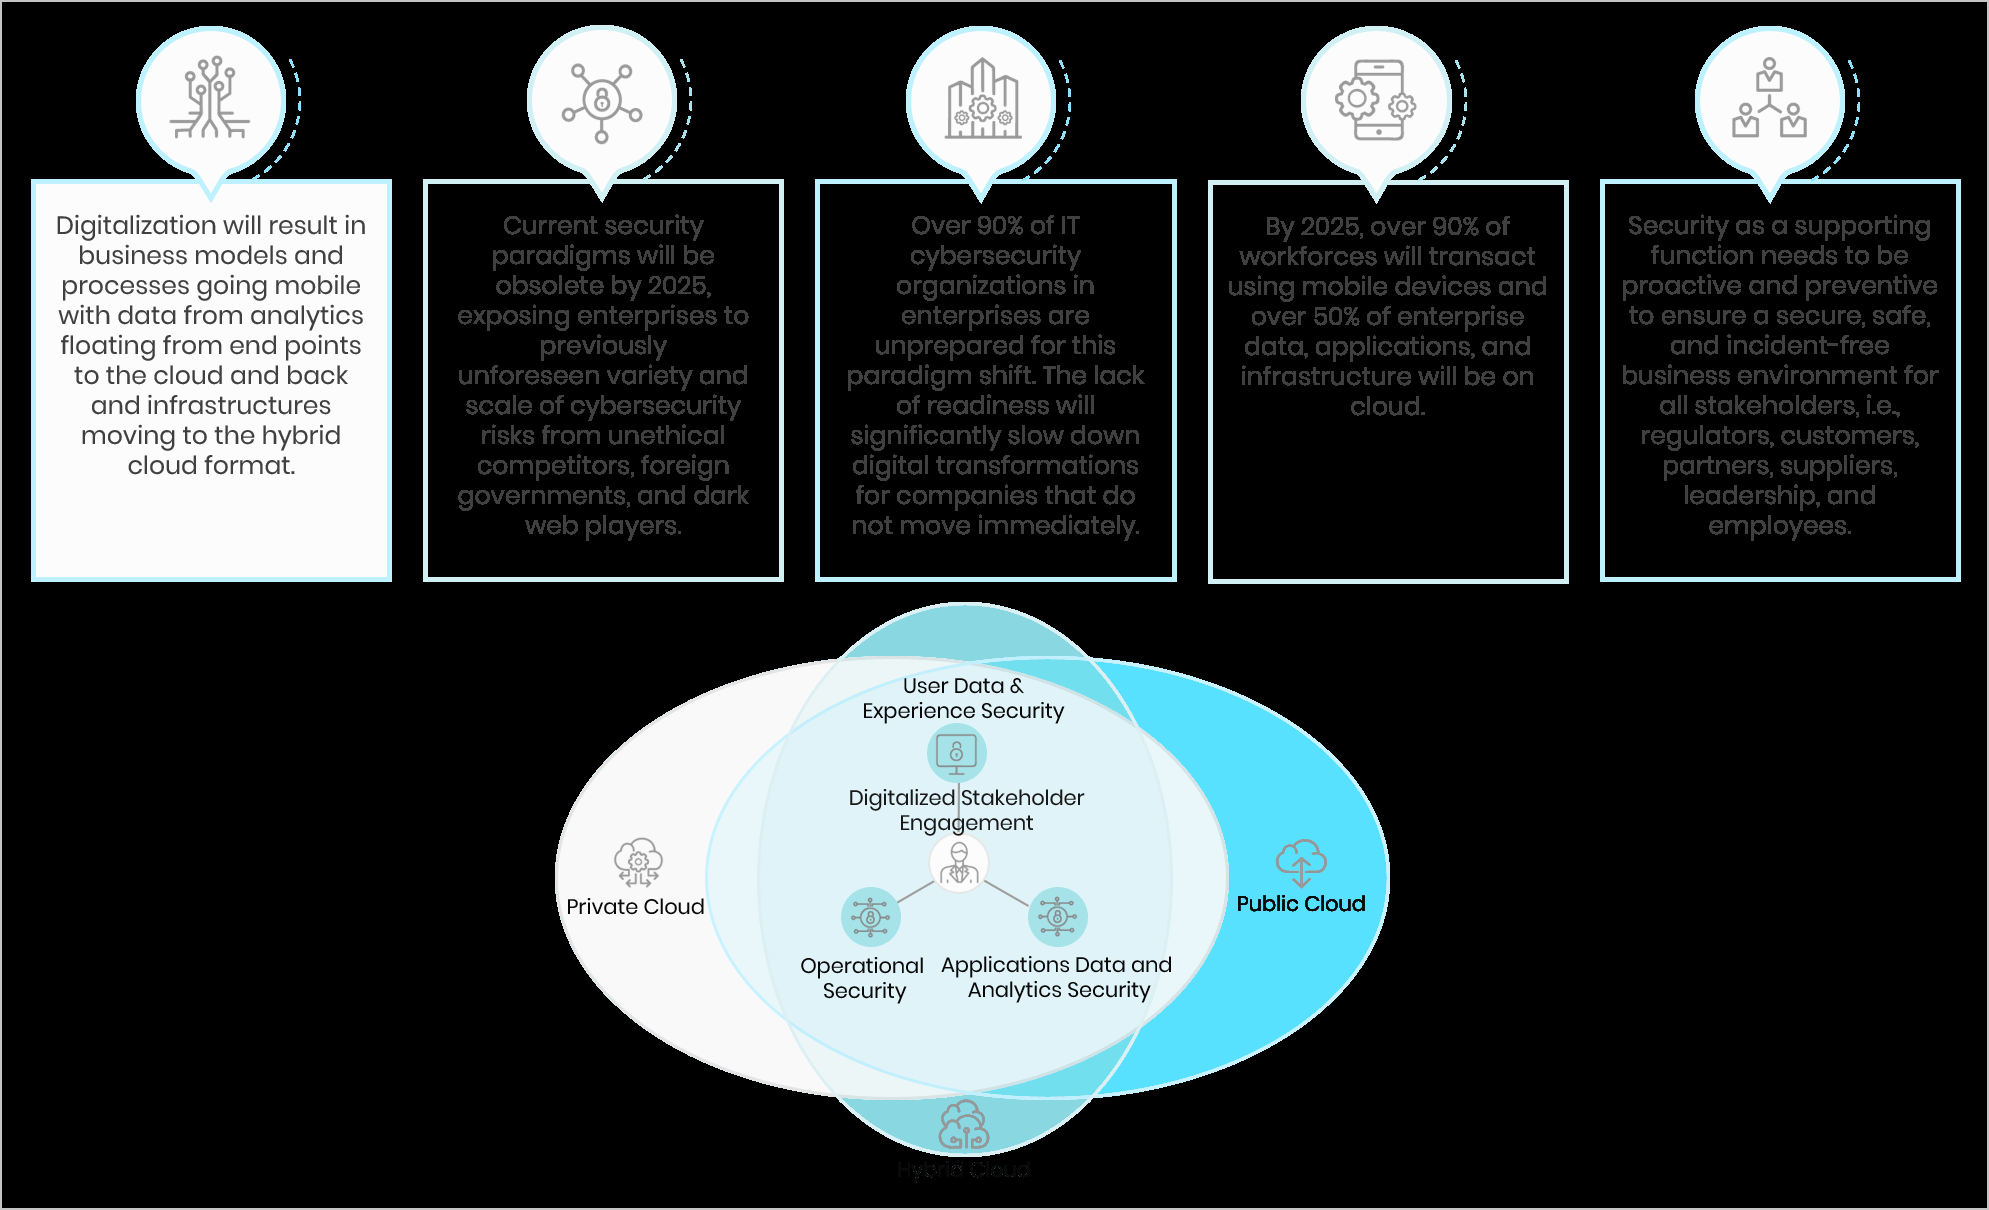 Digitalization will result in
business models and
processes going mobile
with data from analytics
floating from end points
to the cloud and back
and infrastructures
moving to the hybrid
cloud format.
Current security
paradigms will be
obsolete by 2025,
exposing enterprises to
previously
unforeseen variety and
scale of cybersecurity
risks from unethical
competitors, foreign
governments, and dark
web players.
Over 90% of IT
cybersecurity
organizations in
enterprises are
unprepared for this
paradigm shift. The lack
of readiness will
significantly slow down
digital transformations
for companies that do
not move immediately.
By 2025, over 90% of
workforces will transact
using mobile devices and
over 50% of enterprise
data, applications, and
infrastructure will be on
cloud.
Security as a supporting
function needs to be
proactive and preventive
to ensure a secure, safe,
and incident-free
business environment for
all stakeholders, i.e.,
regulators, customers,
partners, suppliers,
leadership, and
employees.
User Data &
Experience Security
Digitalized Stakeholder
Engagement
Private Cloud
Public Cloud
Operational
Security
Applications Data and
Analytics Security
Hybrid Cloud